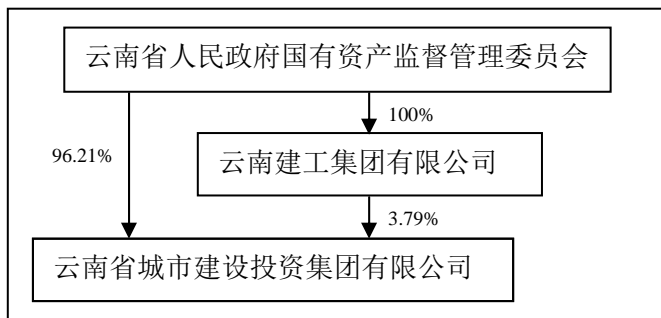 云南省人民政府国有资产监督管理委员会
100%
96.21%
云南建工集团有限公司
3.79%
云南省城市建设投资集团有限公司